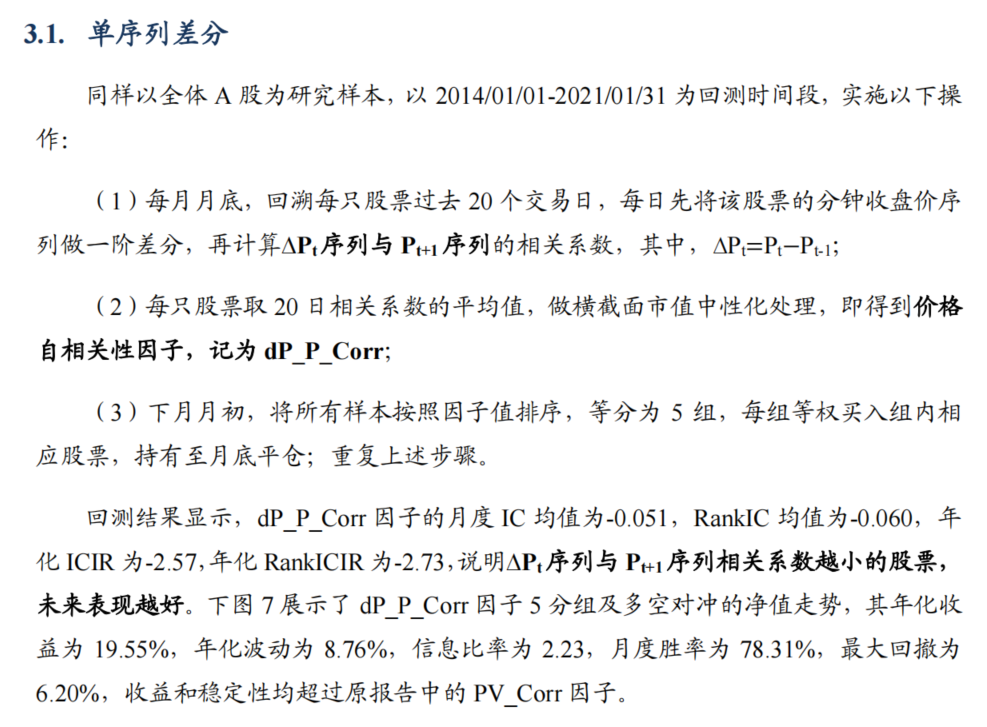 3.1. 单序列差分
同样以全体 A 股为研究样本，以 2014/01/01-2021/01/31 为回测时间段，实施以下操
作：
（1）每月月底，回溯每只股票过去 20 个交易日，每日先将该股票的分钟收盘价序
列做一阶差分，再计算ΔPt序列与 Pt+1序列的相关系数，其中，ΔPt=Pt−Pt-1;
（2）每只股票取 20 日相关系数的平均值，做横截面市值中性化处理，即得到价格
自相关性因子，记为 dP_P_Corr;
（3）下月月初，将所有样本按照因子值排序，等分为 5 组，每组等权买入组内相
应股票，持有至月底平仓；重复上述步骤。
回测结果显示，dP_P_Corr 因子的月度 IC 均值为-0.051，RankIC 均值为-0.060，年
化 ICIR 为-2.57,年化 RankICIR 为-2.73,说明ΔPt序列与 Pt+1序列相关系数越小的股票，
未来表现越好。下图 7 展示了 dP_P_Corr 因子 5 分组及多空对冲的净值走势，其年化收
益为 19.55%，年化波动为 8.76%，信息比率为 2.23，月度胜率为 78.31%，最大回撤为
6.20%，收益和稳定性均超过原报告中的 PV_Corr 因子。